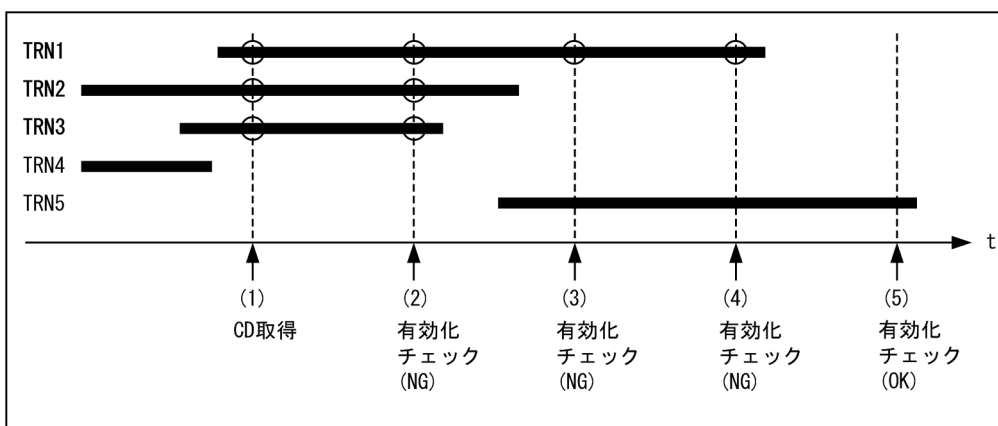 TRN1
TRN2
TRN3
TRN4
TRN5
t
(1)
CD取得
(2)
有効化
チェック
(NG)
(3)
有効化
チェック
(NG)
(4)
有効化
チェック
(NG)
(5)
有効化
チェック
(OK)